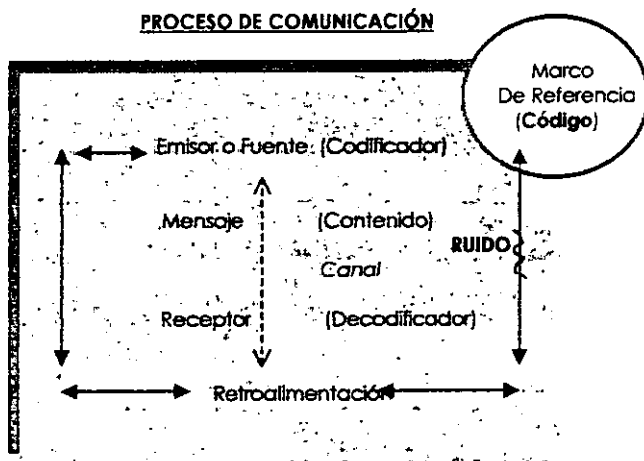 PROCESO DE COMUNICACIÓN
Marco
De Referencia
(Código)
Emisor o Fuente (Codificador)
Mensaje (Contenido)
RUIDO
Canal
Receptor (Decodificador)
Retroalimentación